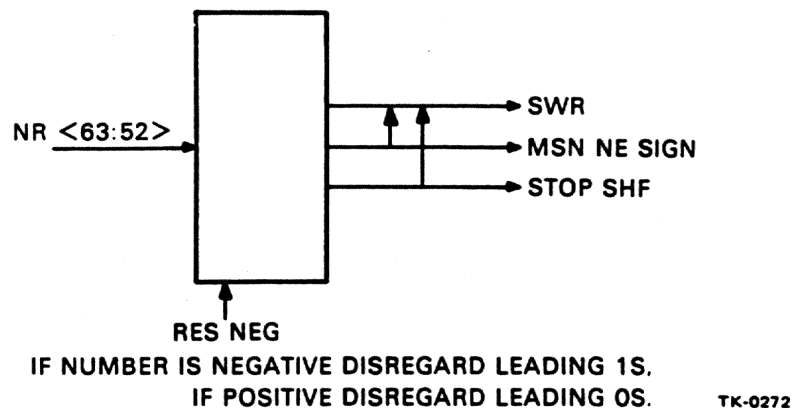 SWR
NR <63:52>
MSN NE SIGN
STOP SHF
RES NEG
IF NUMBER IS NEGATIVE DISREGARD LEADING 1S,
IF POSITIVE DISREGARD LEADING 0S.
TK-0272